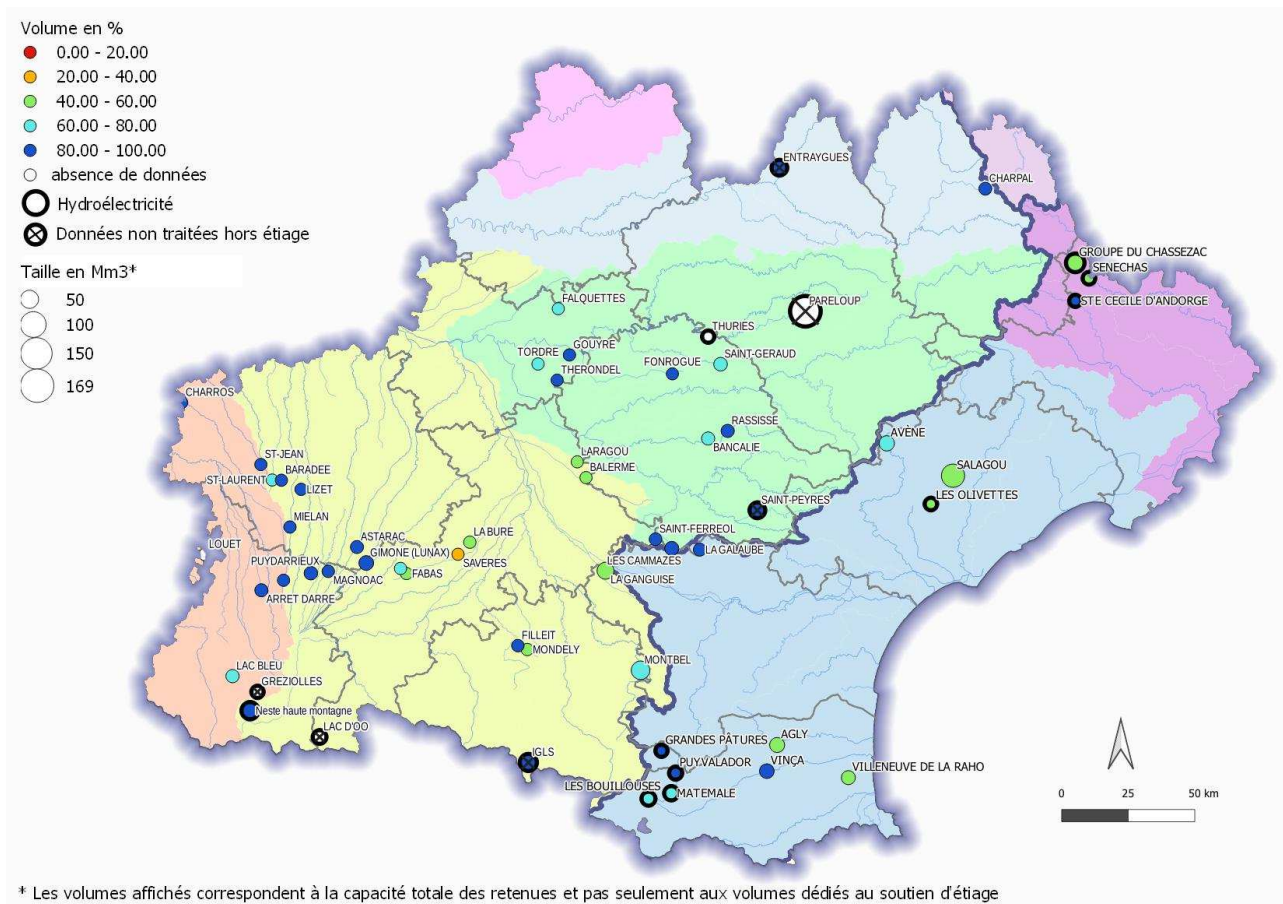 Volume en %
0.00 - 20.00
20.00 - 40.00
40.00 - 60.00
60.00 - 80.00
80.00 - 100.00
absence de données
Hydroélectricité
Données non traitées hors étiage
Taille en Mm3*
50
100
150
169
ENTRAYGUES
CHARPAL
GROUPE DU CHASSEZAC
SENECHAS
STE CECILE D'ANDORGE
PARELOUP
FALQUETTES
THURIES
GOUYRE
TORDRE
FONROGUE
SAINT-GERAUD
THERONDEL
CHARROS
RASSISSE
BANCALIE
AVÈNE
ST-JEAN
BARADEE
ST-LAURENT
LIZET
LARAGOU
BALERME
SALAGOU
LES OLIVETTES
SAINT-PEYRES
MIELAN
LOUET
ASTARAC
LA BURE
SAINT-FERREOL
LA GALAUBE
GIMONE (LUNAX)
SAVERES
LES CAMMAZES
PUYDARRIEUX
MAGNOAC
FABAS
LA GANGUISE
ARRET DARRE
FILLEIT
MONDELY
MONTBEL
LAC BLEU
GREZIOLLES
Neste haute montagne
LAC D'OO
IGLS
GRANDES PÂTURES
AGLY
PUYVALADOR
VINÇA
VILLENEUVE DE LA RAHO
LES BOUILLOUSES
MATEMALE
0 25 50 km
* Les volumes affichés correspondent à la capacité totale des retenues et pas seulement aux volumes dédiés au soutien d'étiage